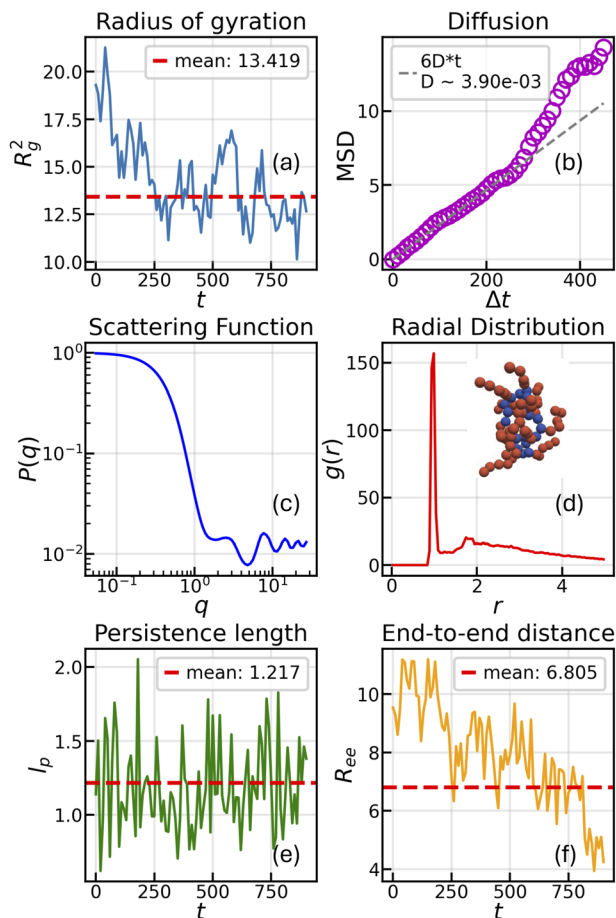 Radius of gyration
mean: 13.419
20.0
17.5
15.0
12.5
10.0
R_g^2
(a)
0 250 500 750
t
Diffusion
6D*t
D ~ 3.90e-03
10
5
0
MSD
(b)
0 200 400
Δt
Scattering Function
10^0
10^{-1}
10^{-2}
P(q)
(c)
10^{-1} 10^0 10^1
q
Radial Distribution
150
100
50
0
g(r)
(d)
0 2 4
r
Persistence length
mean: 1.217
2.0
1.5
1.0
l_p
(e)
0 250 500 750
t
End-to-end distance
mean: 6.805
10
8
6
4
R_{ee}
(f)
0 250 500 750
t